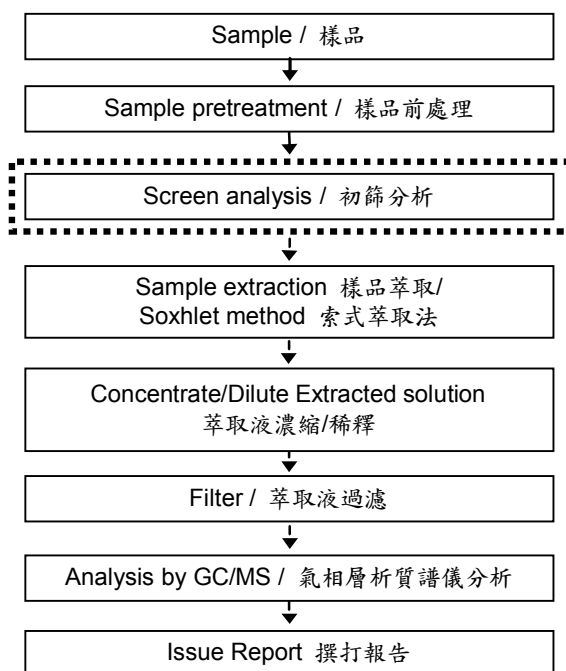 Sample / 樣品
Sample pretreatment / 樣品前處理
Screen analysis / 初篩分析
Sample extraction 樣品萃取/
Soxhlet method 索式萃取法
Concentrate/Dilute Extracted solution
萃取液濃縮/稀釋
Filter / 萃取液過濾
Analysis by GC/MS / 氣相層析質譜儀分析
Issue Report 撰打報告